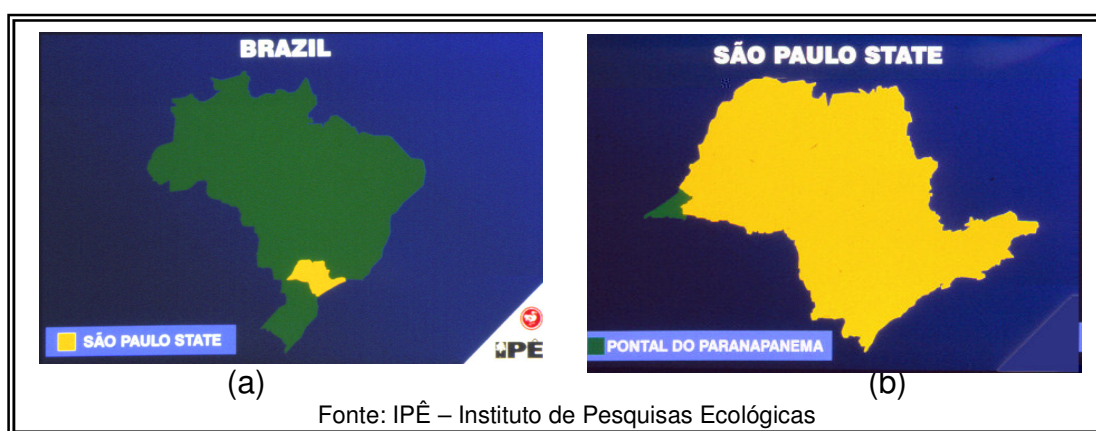 BRAZIL
SÃO PAULO STATE
IPÊ
(a)
SÃO PAULO STATE
PONTAL DO PARANAPANEMA
(b)
Fonte: IPÊ – Instituto de Pesquisas Ecológicas